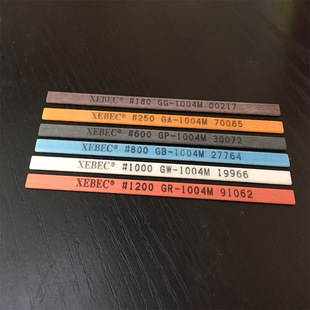 XEBEC® #180 GG-1004M 00217
XEBEC® #250 GA-1004M 70085
XEBEC® #600 GP-1004M 30072
XEBEC® #800 GB-1004M 27764
XEBEC® #1000 GW-1004M 19966
XEBEC® #1200 GR-1004M 91062